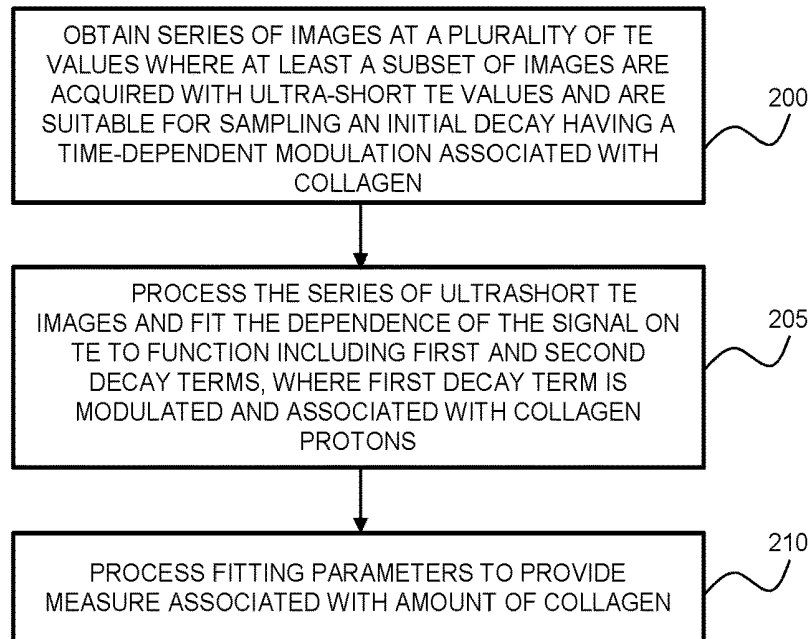 OBTAIN SERIES OF IMAGES AT A PLURALITY OF TE
VALUES WHERE AT LEAST A SUBSET OF IMAGES ARE
ACQUIRED WITH ULTRA-SHORT TE VALUES AND ARE
SUITABLE FOR SAMPLING AN INITIAL DECAY HAVING A
TIME-DEPENDENT MODULATION ASSOCIATED WITH
COLLAGEN
200
PROCESS THE SERIES OF ULTRASHORT TE
IMAGES AND FIT THE DEPENDENCE OF THE SIGNAL ON
TE TO FUNCTION INCLUDING FIRST AND SECOND
DECAY TERMS, WHERE FIRST DECAY TERM IS
MODULATED AND ASSOCIATED WITH COLLAGEN
PROTONS
205
PROCESS FITTING PARAMETERS TO PROVIDE
MEASURE ASSOCIATED WITH AMOUNT OF COLLAGEN
210